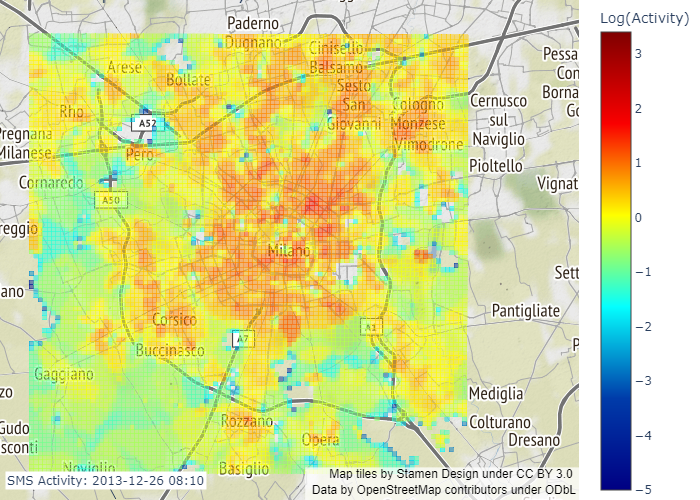 Log(Activity)
3
2
1
0
−1
−2
−3
−4
−5
Paderno
Dugnano
Cinisello
Balsamo
Sesto
San
Giovanni
Arese
Bollate
Rho
A52
Pero
Pregnana
Milanese
Cornaredo
A50
Cologno
Monzese
Vimodrone
Cernusco
sul
Naviglio
Pioltello
Pessa
Con
Borna
Go
Vignat
reggio
Milano
ano
Sett
Pantigliate
Corsico
A7
A1
Buccinasco
Gaggiano
zo
Gudo
sconti
Rozzano
Opera
Mediglia
Colturano
Dresano
Noviglio
Basiglio
SMS Activity: 2013-12-26 08:10
Map tiles by Stamen Design under CC BY 3.0
Data by OpenStreetMap contributors under ODbL